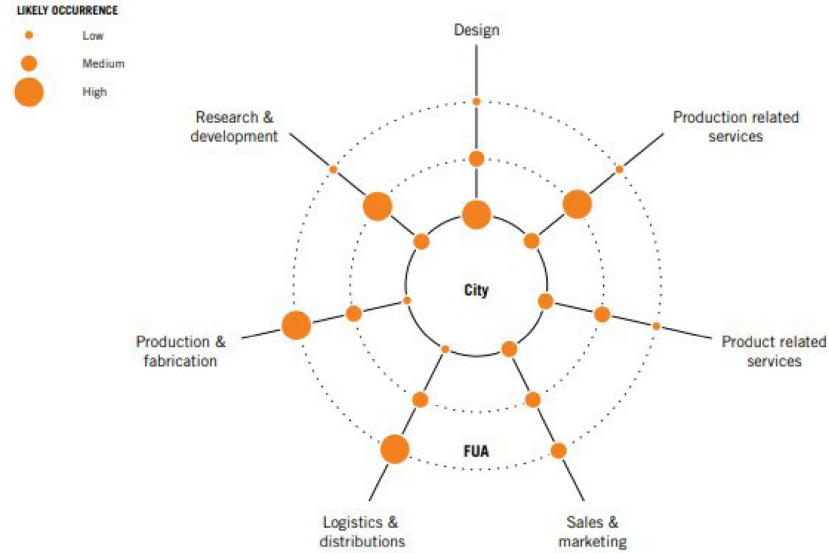 LIKELY OCCURRENCE
Low
Medium
High
Design
Research &
development
Production related
services
City
Production &
fabrication
Product related
services
FUA
Logistics &
distributions
Sales &
marketing